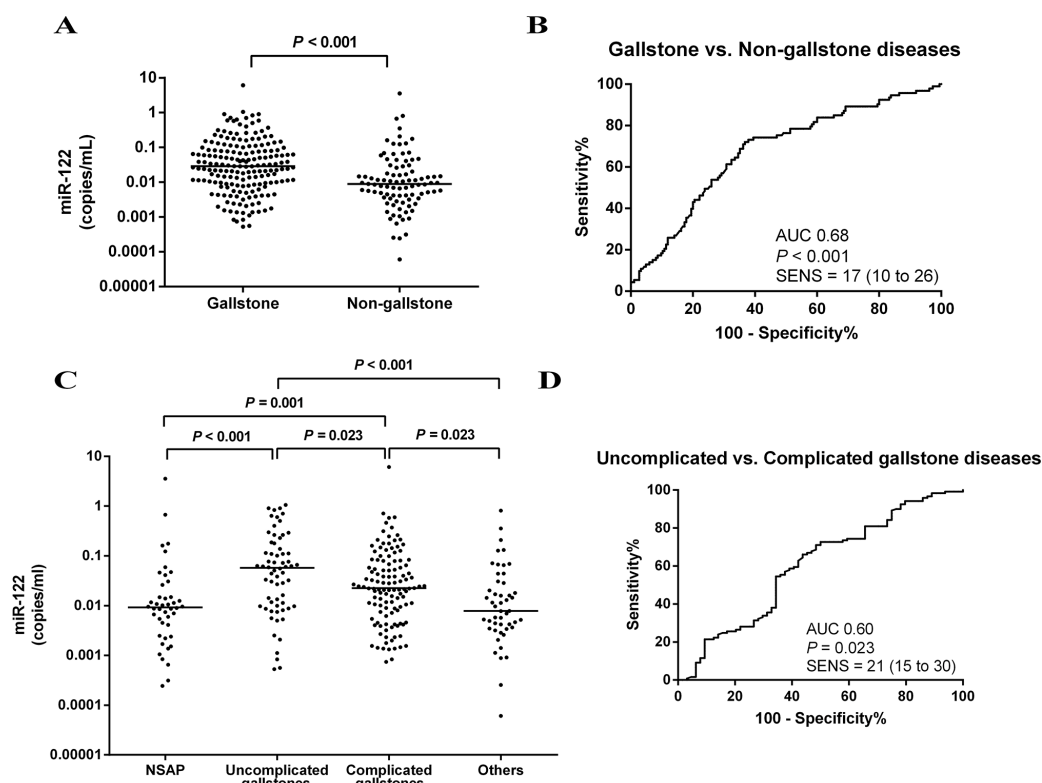 A
P < 0.001
10
1
0.1
0.01
0.001
0.0001
0.00001
miR-122
(copies/mL)
Gallstone
Non-gallstone
B
Gallstone vs. Non-gallstone diseases
100
80
60
40
20
0
Sensitivity%
AUC 0.68
P < 0.001
SENS = 17 (10 to 26)
0 20 40 60 80 100
100 - Specificity%
C
P < 0.001
P = 0.001
P < 0.001
P = 0.023
P = 0.023
10
1
0.1
0.01
0.001
0.0001
0.00001
miR-122
(copies/ml)
NSAP
Uncomplicated
gallstones
Complicated
gallstones
Others
D
Uncomplicated vs. Complicated gallstone diseases
100
80
60
40
20
0
Sensitivity%
AUC 0.60
P = 0.023
SENS = 21 (15 to 30)
0 20 40 60 80 100
100 - Specificity%